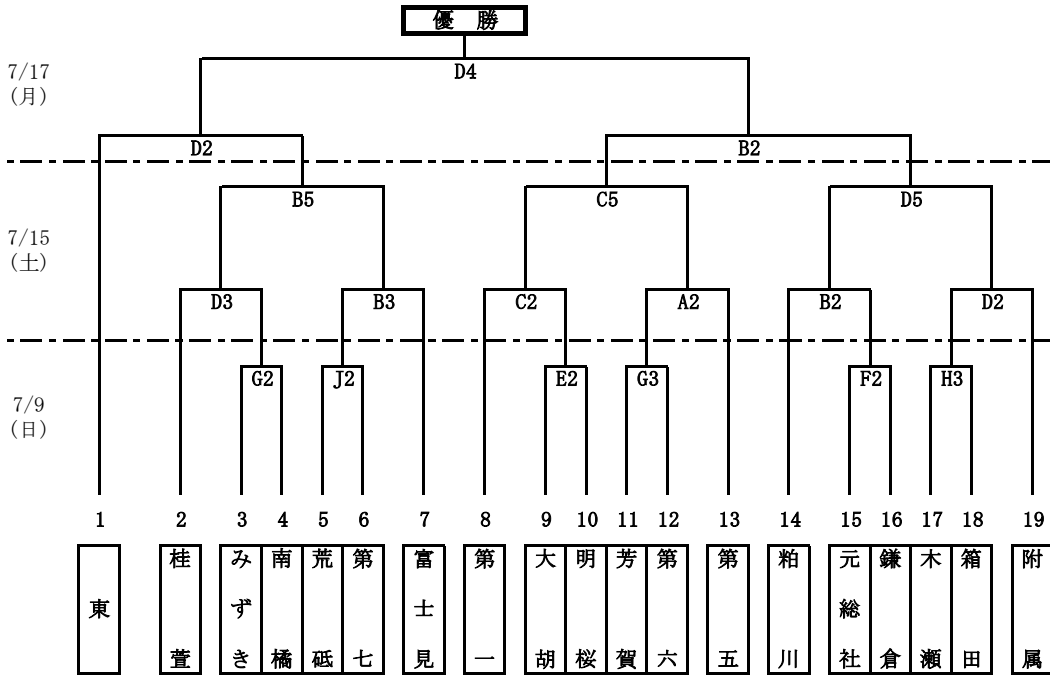 優 勝
7/17
(月)
D4
D2
B2
7/15
(土)
B5
C5
D5
D3
B3
C2
A2
B2
D2
7/9
(日)
G2
J2
E2
G3
F2
H3
1 2 3 4 5 6 7 8 9 10 11 12 13 14 15 16 17 18 19
東
桂萱
みずき
南橘
荒砥
第七
富士見
第一
大胡
明桜
芳賀
第六
第五
粕川
元総社
鎌倉
木瀬
箱田
附属